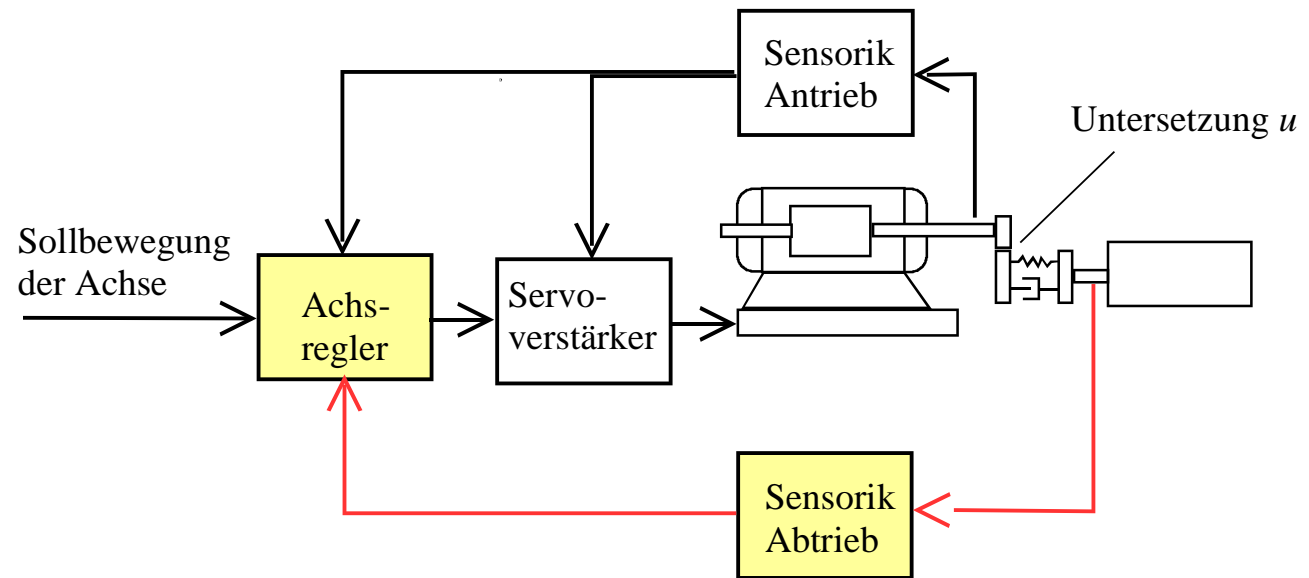 Sensorik
Antrieb
Untersetzung u
Sollbewegung
der Achse
Achs-
regler
Servo-
verstärker
Sensorik
Abtrieb